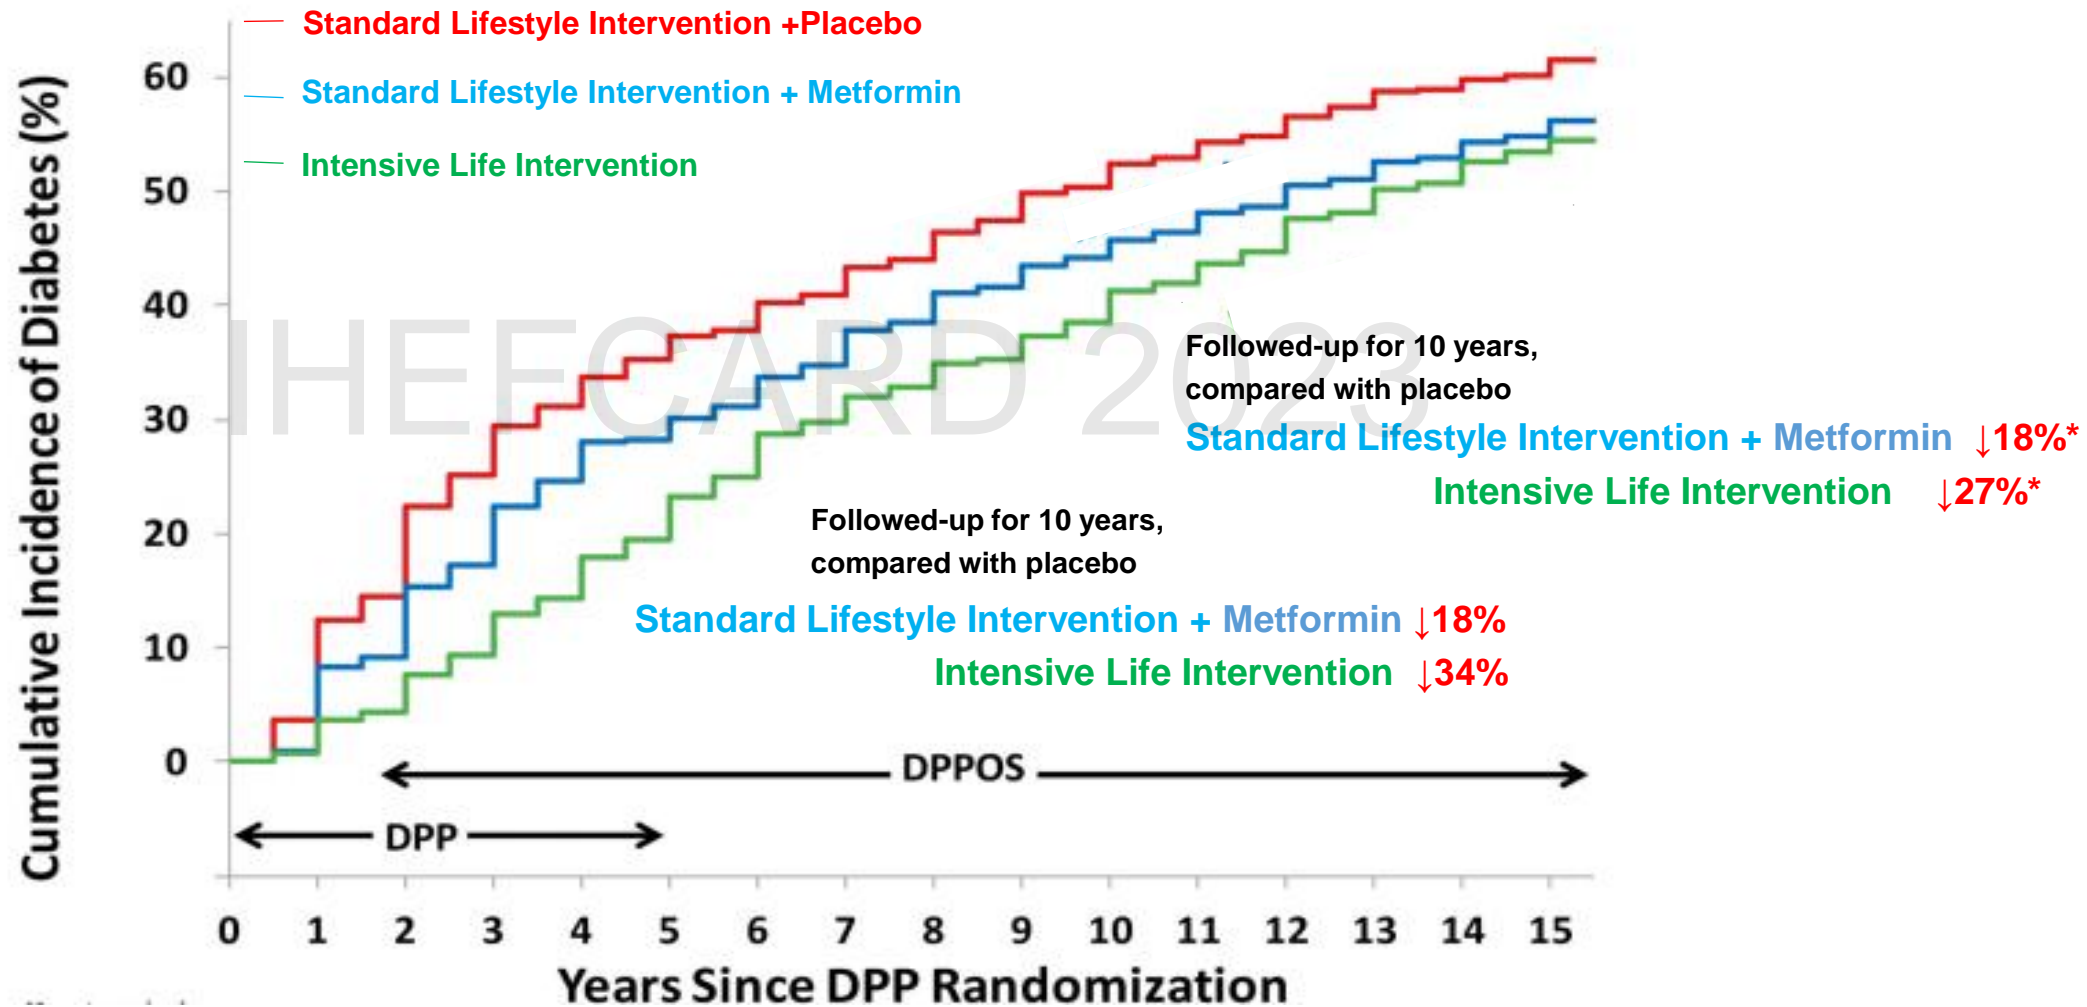 Standard Lifestyle Intervention +Placebo
Standard Lifestyle Intervention + Metformin
Intensive Life Intervention
Cumulative Incidence of Diabetes (%)
60
50
40
30
20
10
0
IHEFCARD 2023
Followed-up for 10 years,
compared with placebo
Standard Lifestyle Intervention + Metformin ↓18%*
Intensive Life Intervention ↓27%*
Followed-up for 10 years,
compared with placebo
Standard Lifestyle Intervention + Metformin ↓18%
Intensive Life Intervention ↓34%
DPPOS
DPP
0 1 2 3 4 5 6 7 8 9 10 11 12 13 14 15
Years Since DPP Randomization